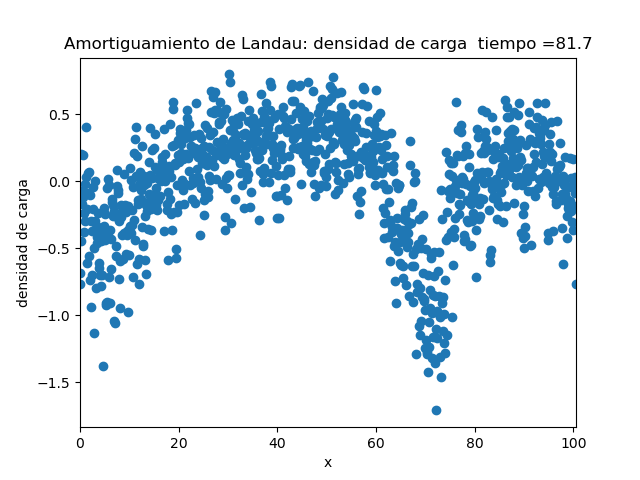 Amortiguamiento de Landau: densidad de carga  tiempo =81.7
densidad de carga
0.5
0.0
−0.5
−1.0
−1.5
0 20 40 60 80 100
x